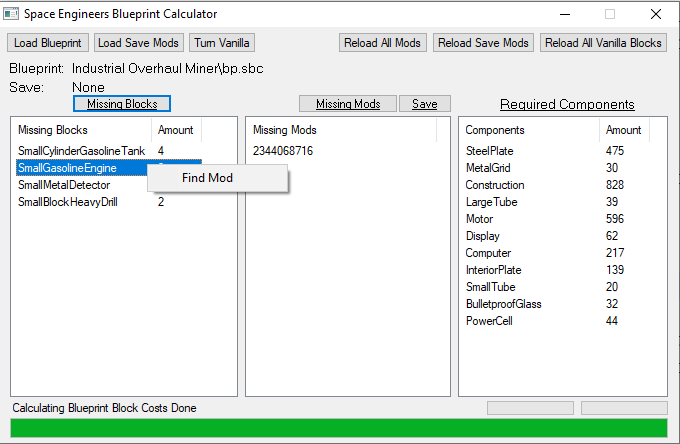 Space Engineers Blueprint Calculator
Load Blueprint Load Save Mods Turn Vanilla Reload All Mods Reload Save Mods Reload All Vanilla Blocks
Blueprint: Industrial Overhaul Miner\bp.sbc
Save: None
Missing Blocks Missing Mods Save Required Components
Missing Blocks Amount Missing Mods Components Amount
SmallCylinderGasolineTank 4 2344068716 SteelPlate 475
SmallGasolineEngine MetalGrid 30
Find Mod
SmallMetalDetector Construction 828
SmallBlockHeavyDrill 2 LargeTube 39
Motor 596
Display 62
Computer 217
InteriorPlate 139
SmallTube 20
BulletproofGlass 32
PowerCell 44
Calculating Blueprint Block Costs Done